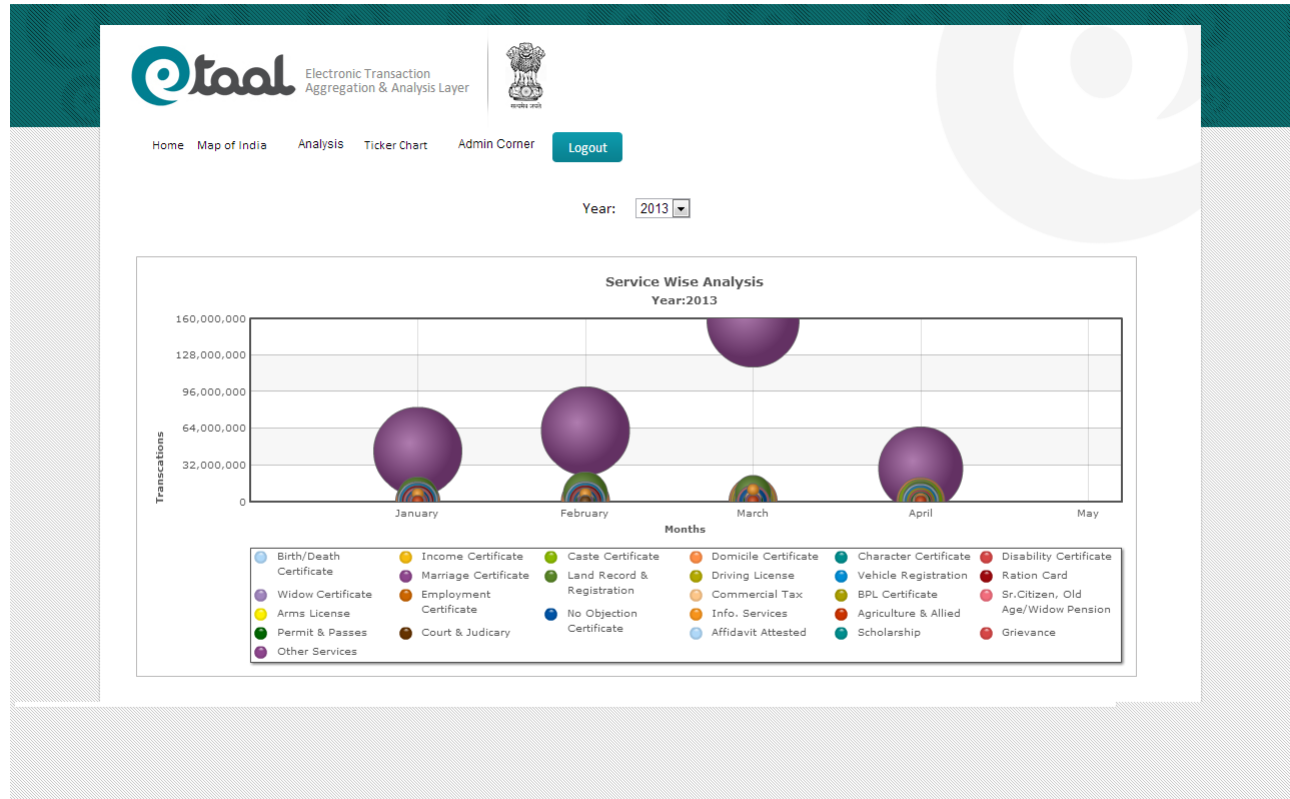 etaal
Electronic Transaction
Aggregation & Analysis Layer
सत्यमेव जयते
Home Map of India Analysis Ticker Chart Admin Corner Logout
Year: 2013
Service Wise Analysis
Year:2013
160,000,000
128,000,000
96,000,000
64,000,000
32,000,000
0
Transcations
January February March April May
Months
Birth/Death
Certificate
Income Certificate
Caste Certificate
Domicile Certificate
Character Certificate
Disability Certificate
Marriage Certificate
Land Record &
Registration
Driving License
Vehicle Registration
Ration Card
Widow Certificate
Employment
Certificate
Commercial Tax
BPL Certificate
Sr.Citizen, Old
Age/Widow Pension
Arms License
No Objection
Certificate
Info. Services
Agriculture & Allied
Permit & Passes
Court & Judicary
Affidavit Attested
Scholarship
Grievance
Other Services